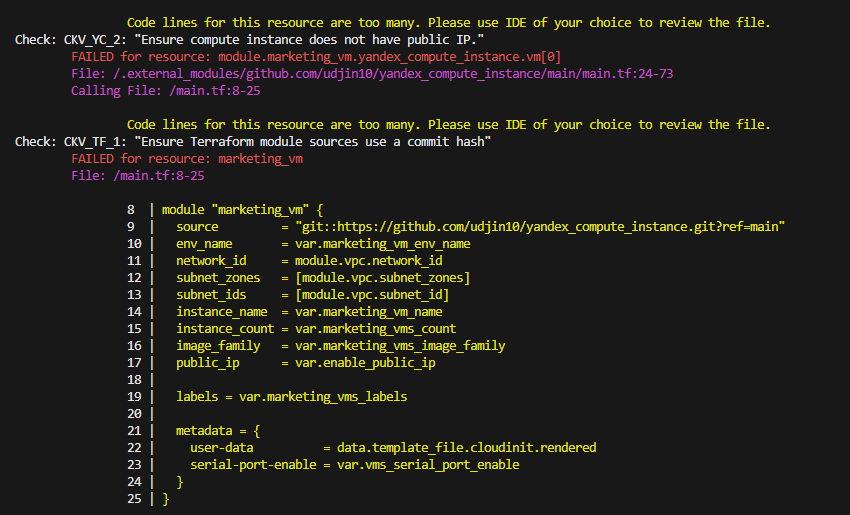 Code lines for this resource are too many. Please use IDE of your choice to review the file.
Check: CKV_YC_2: "Ensure compute instance does not have public IP."
FAILED for resource: module.marketing_vm.yandex_compute_instance.vm[0]
File: /.external_modules/github.com/udjin10/yandex_compute_instance/main/main.tf:24-73
Calling File: /main.tf:8-25
Code lines for this resource are too many. Please use IDE of your choice to review the file.
Check: CKV_TF_1: "Ensure Terraform module sources use a commit hash"
FAILED for resource: marketing_vm
File: /main.tf:8-25
8 | module "marketing_vm" {
9 |   source         = "git::https://github.com/udjin10/yandex_compute_instance.git?ref=main"
10 |   env_name       = var.marketing_vm_env_name
11 |   network_id     = module.vpc.network_id
12 |   subnet_zones   = [module.vpc.subnet_zones]
13 |   subnet_ids     = [module.vpc.subnet_id]
14 |   instance_name  = var.marketing_vm_name
15 |   instance_count = var.marketing_vms_count
16 |   image_family   = var.marketing_vms_image_family
17 |   public_ip      = var.enable_public_ip
18 |
19 |   labels = var.marketing_vms_labels
20 |
21 |   metadata = {
22 |     user-data          = data.template_file.cloudinit.rendered
23 |     serial-port-enable = var.vms_serial_port_enable
24 |   }
25 | }